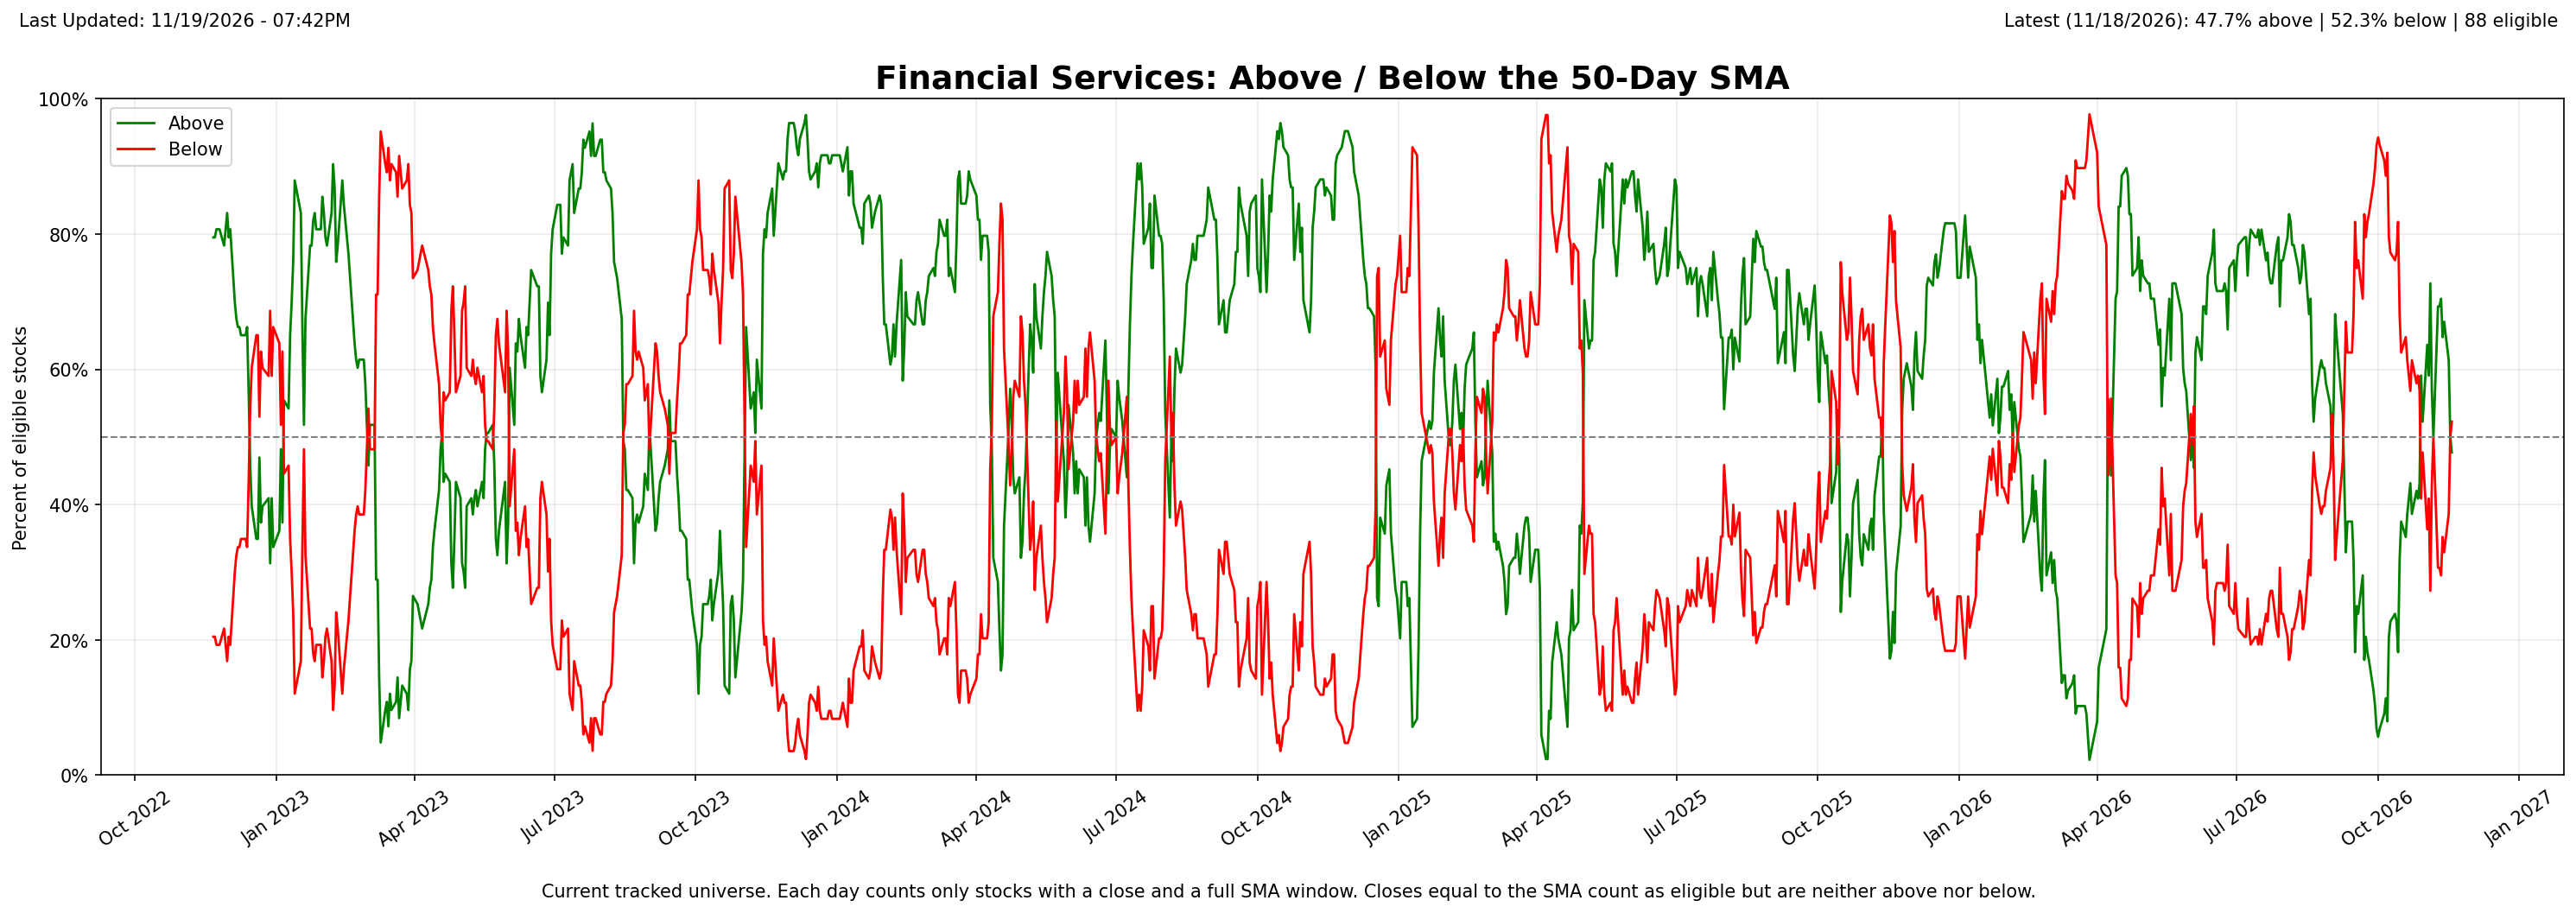 Last Updated: 11/19/2026 - 07:42PM
Latest (11/18/2026): 47.7% above | 52.3% below | 88 eligible
Financial Services: Above / Below the 50-Day SMA
Above
Below
Percent of eligible stocks
100%
80%
60%
40%
20%
0%
Oct 2022
Jan 2023
Apr 2023
Jul 2023
Oct 2023
Jan 2024
Apr 2024
Jul 2024
Oct 2024
Jan 2025
Apr 2025
Jul 2025
Oct 2025
Jan 2026
Apr 2026
Jul 2026
Oct 2026
Jan 2027
Current tracked universe. Each day counts only stocks with a close and a full SMA window. Closes equal to the SMA count as eligible but are neither above nor below.